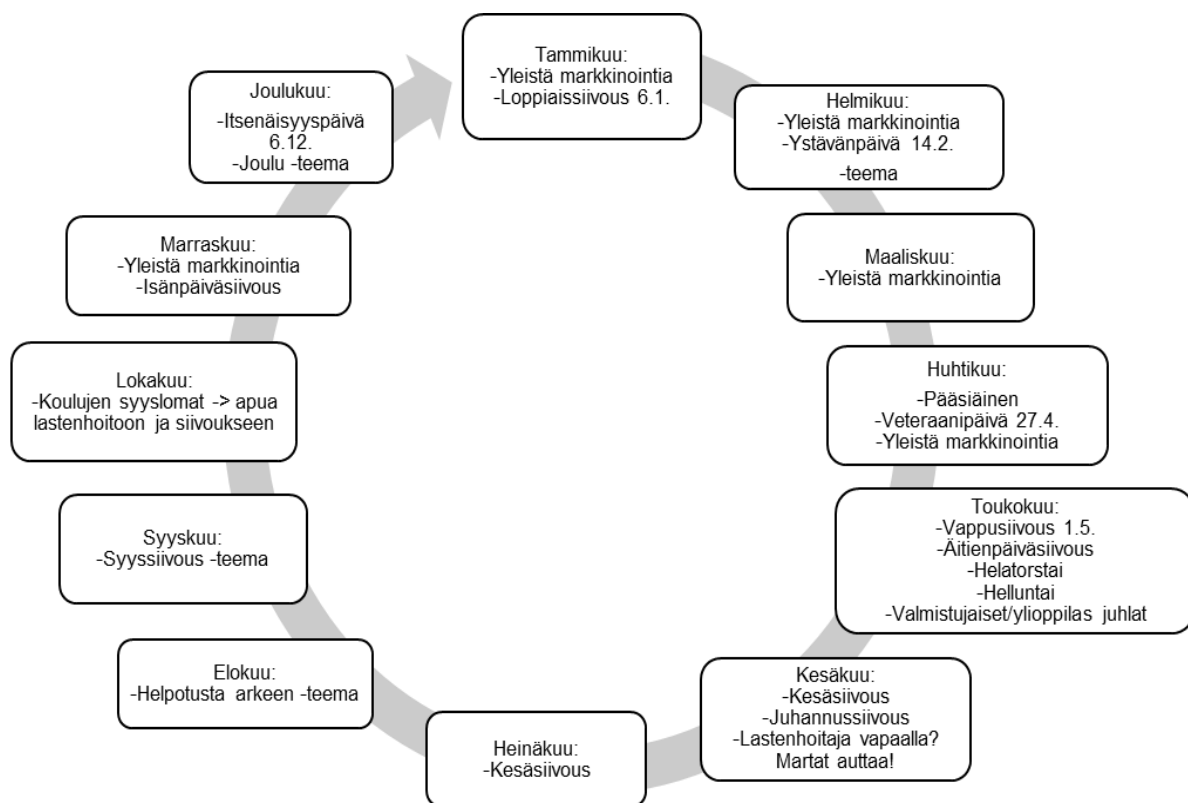 Tammikuu:
-Yleistä markkinointia
-Loppiaissiivous 6.1.
Helmikuu:
-Yleistä markkinointia
-Ystävänpäivä 14.2.
-teema
Maaliskuu:
-Yleistä markkinointia
Huhtikuu:
-Pääsiäinen
-Veteraanipäivä 27.4.
-Yleistä markkinointia
Toukokuu:
-Vappusiivous 1.5.
-Äitienpäiväsiivous
-Helatorstai
-Helluntai
-Valmistujaiset/ylioppilas juhlat
Kesäkuu:
-Kesäsiivous
-Juhannussiivous
-Lastenhoitaja vapaalla?
Martat auttaa!
Heinäkuu:
-Kesäsiivous
Elokuu:
-Helpotusta arkeen -teema
Syyskuu:
-Syyssiivous -teema
Lokakuu:
-Koulujen syyslomat -> apua
lastenhoitoon ja siivoukseen
Marraskuu:
-Yleistä markkinointia
-Isänpäiväsiivous
Joulukuu:
-Itsenäisyyspäivä
6.12.
-Joulu -teema